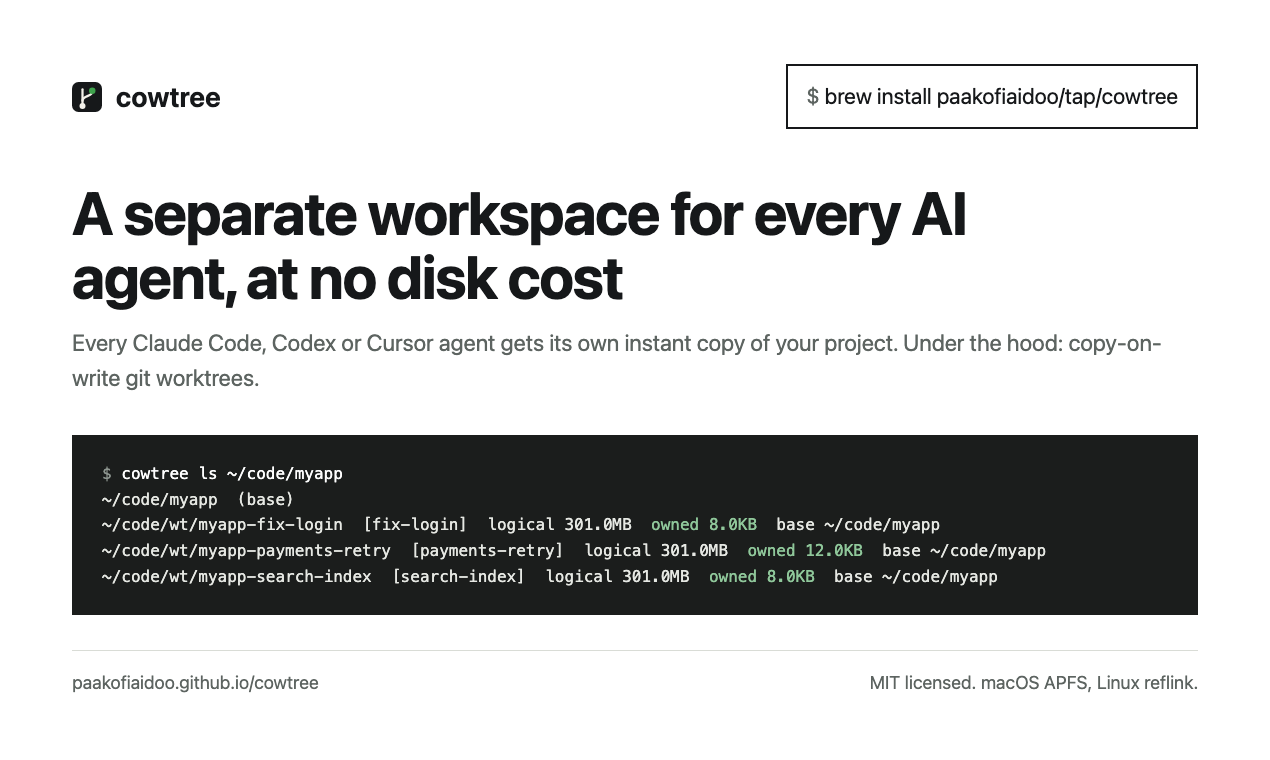 cowtree
$ brew install paakofiaidoo/tap/cowtree
A separate workspace for every AI
agent, at no disk cost
Every Claude Code, Codex or Cursor agent gets its own instant copy of your project. Under the hood: copy-on-
write git worktrees.
$ cowtree ls ~/code/myapp
~/code/myapp  (base)
~/code/wt/myapp-fix-login  [fix-login]  logical 301.0MB  owned 8.0KB  base ~/code/myapp
~/code/wt/myapp-payments-retry  [payments-retry]  logical 301.0MB  owned 12.0KB  base ~/code/myapp
~/code/wt/myapp-search-index  [search-index]  logical 301.0MB  owned 8.0KB  base ~/code/myapp
paakofiaidoo.github.io/cowtree
MIT licensed. macOS APFS, Linux reflink.